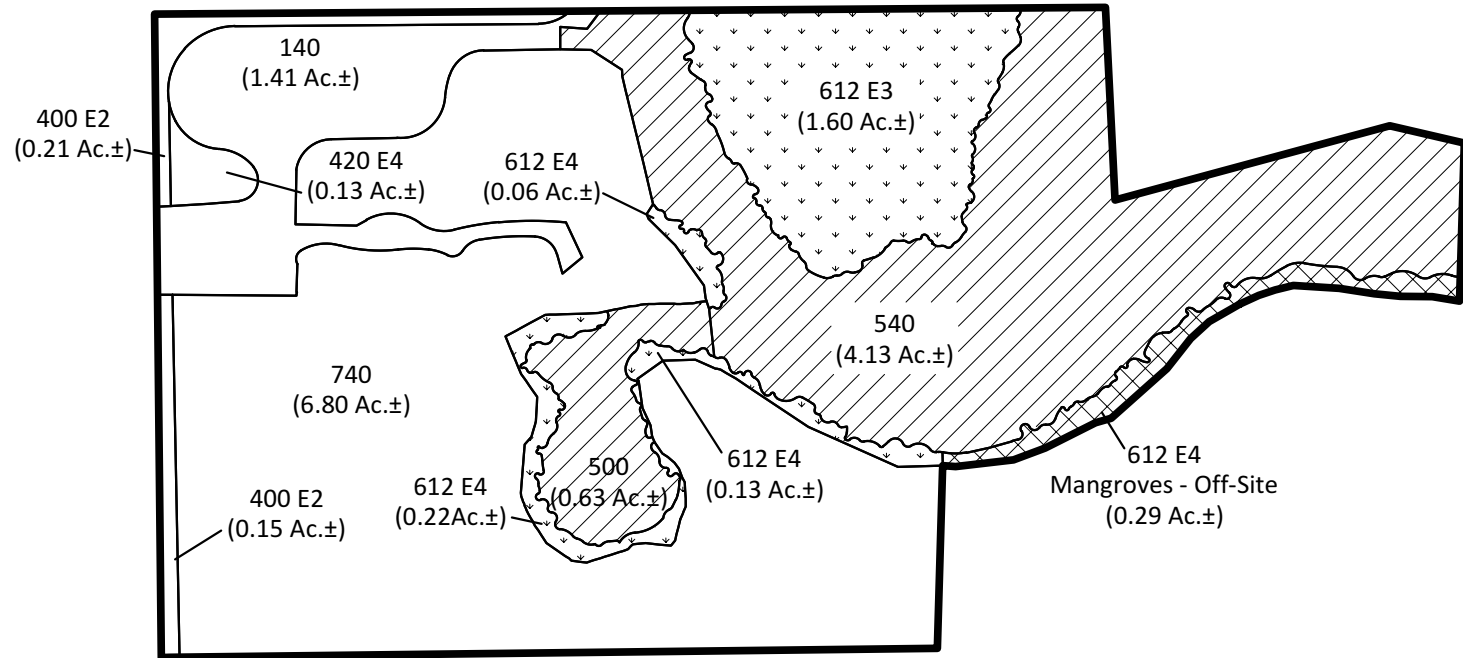 140
(1.41 Ac.±)
400 E2
(0.21 Ac.±)
420 E4
(0.13 Ac.±)
612 E4
(0.06 Ac.±)
612 E3
(1.60 Ac.±)
540
(4.13 Ac.±)
740
(6.80 Ac.±)
400 E2
(0.15 Ac.±)
612 E4
(0.22Ac.±)
500
(0.63 Ac.±)
612 E4
(0.13 Ac.±)
612 E4
Mangroves - Off-Site
(0.29 Ac.±)